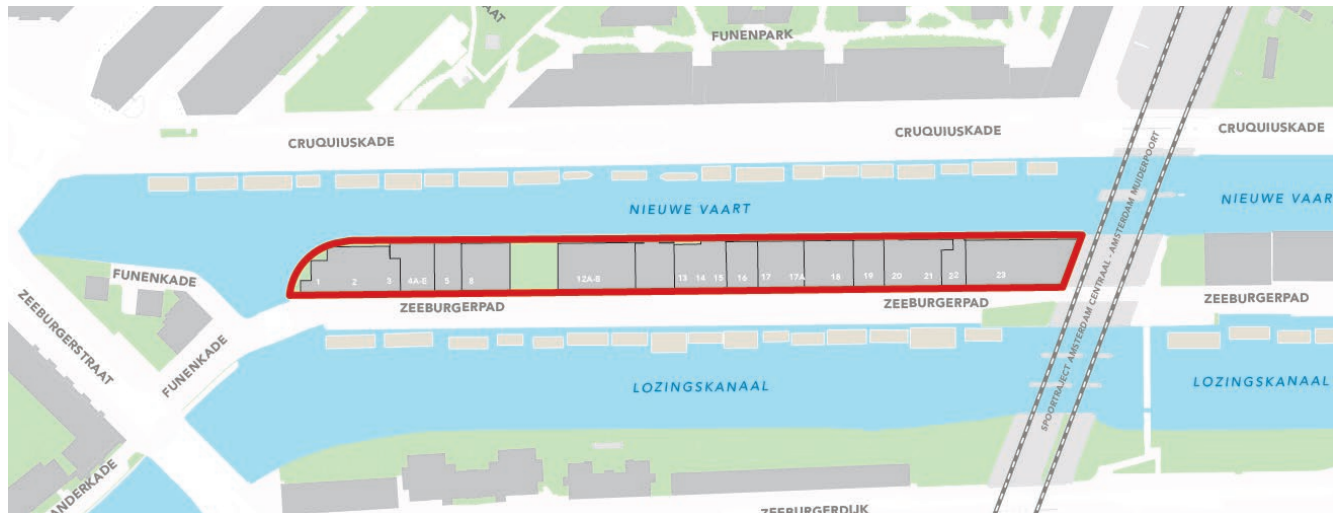 STRAAT
FUNENPARK
CRUQUIUSKADE
CRUQUIUSKADE
CRUQUIUSKADE
NIEUWE VAART
NIEUWE VAAR
FUNENKADE
1
2
3
4A-E
5
8
12A-B
13
14
15
16
17
17A
18
19
20
21
22
23
ZEEBURGERPAD
ZEEBURGERPAD
ZEEBURGERPAD
ZEEBURGERSTRAAT
FUNENKADE
SPOORTRAJECT AMSTERDAM CENTRAAL - AMSTERDAM MUIDERPOORT
LOZINGSKANAAL
LOZINGSKANAAL
ANDERKADE
ZEEBURGERDIJK